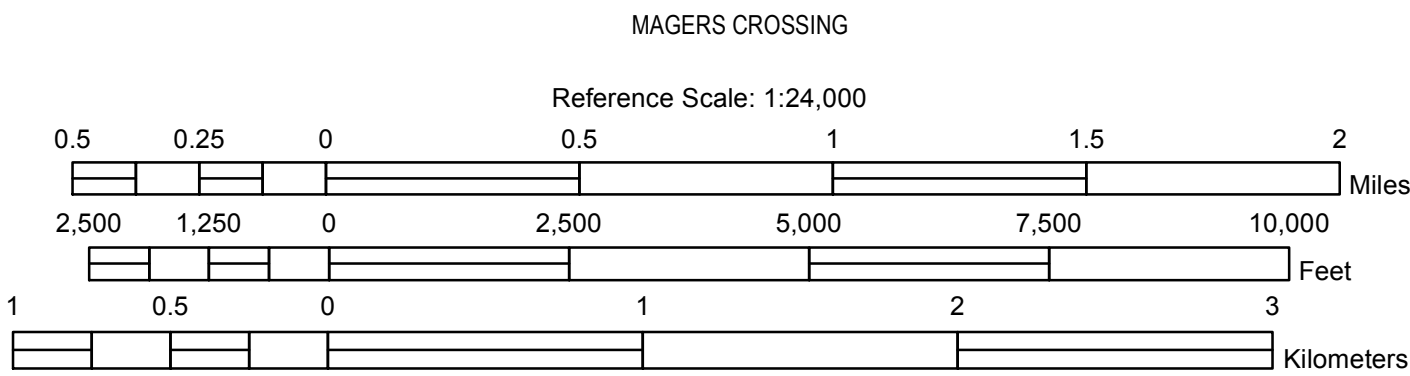 MAGERS CROSSING
Reference Scale: 1:24,000
0.5 0.25 0 0.5 1 1.5 2
Miles
2,500 1,250 0 2,500 5,000 7,500 10,000
Feet
1 0.5 0 1 2 3
Kilometers